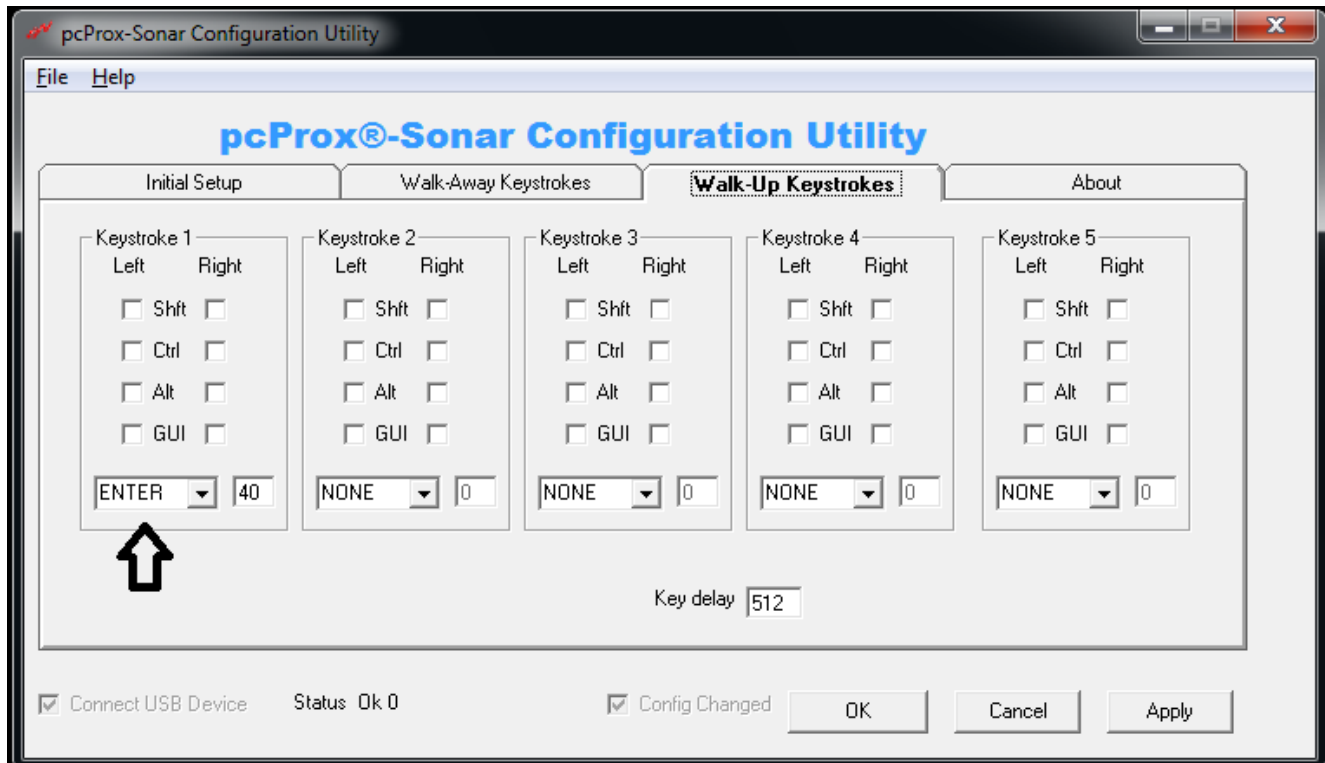 pcProx-Sonar Configuration Utility
File Help
pcProx®-Sonar Configuration Utility
Initial Setup Walk-Away Keystrokes Walk-Up Keystrokes About
Keystroke 1 Keystroke 2 Keystroke 3 Keystroke 4 Keystroke 5
Left Right Left Right Left Right Left Right Left Right
Shft Shft Shft Shft Shft
Ctrl Ctrl Ctrl Ctrl Ctrl
Alt Alt Alt Alt Alt
GUI GUI GUI GUI GUI
ENTER 40 NONE 0 NONE 0 NONE 0 NONE 0
Key delay 512
Connect USB Device Status Ok 0 Config Changed OK Cancel Apply